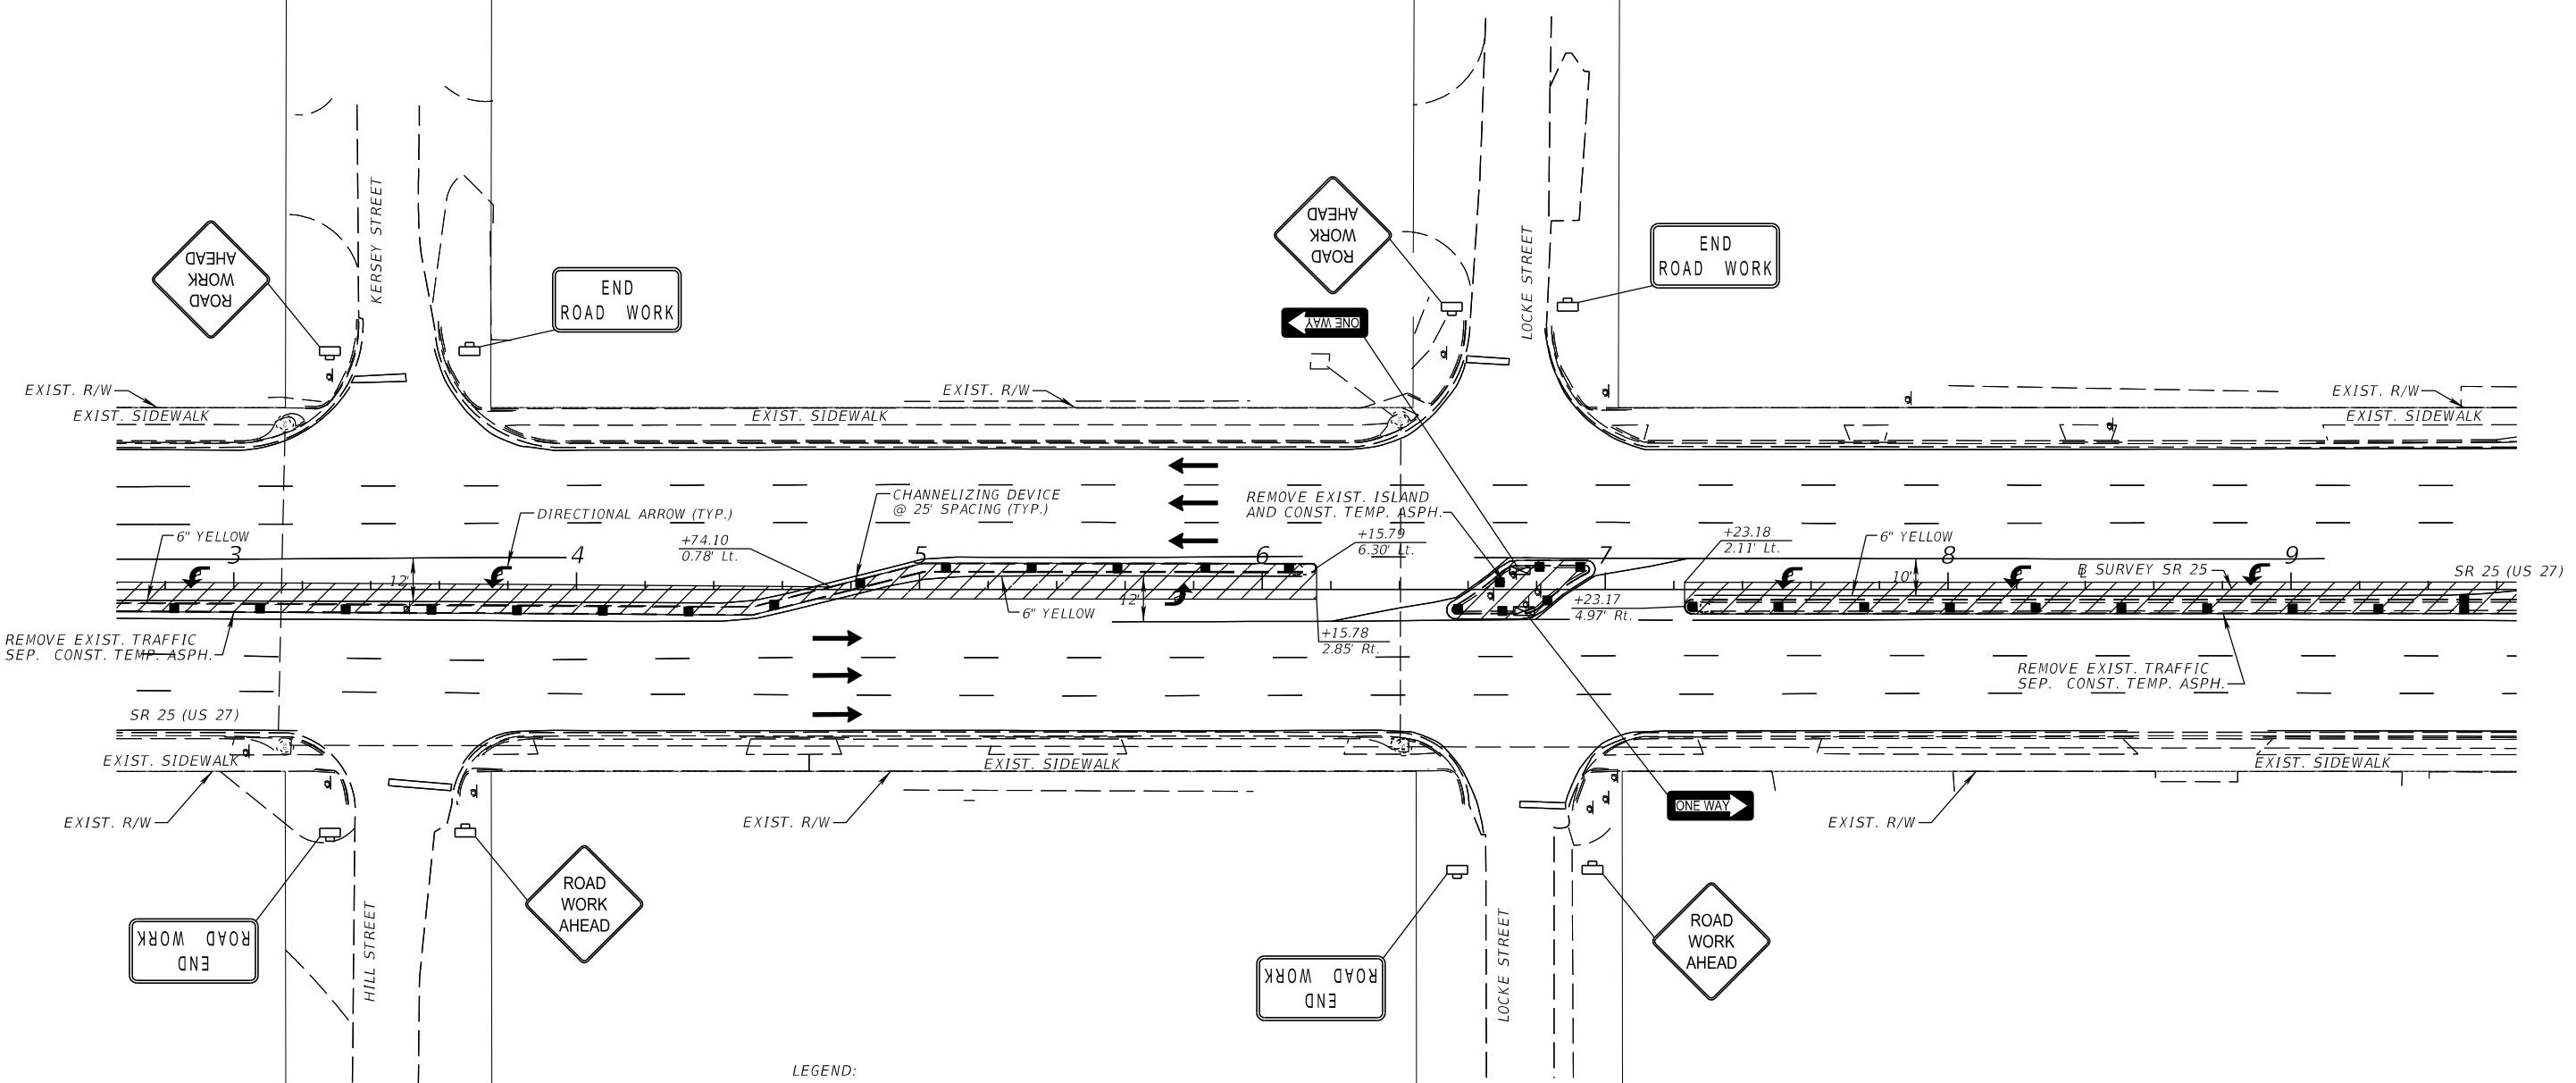 KERSEY STREET
LOCKE STREET
ROAD
WORK
AHEAD
END
ROAD WORK
ROAD
WORK
AHEAD
END
ROAD WORK
ONE WAY
EXIST. R/W
EXIST. SIDEWALK
EXIST. R/W
EXIST. SIDEWALK
EXIST. R/W
EXIST. SIDEWALK
6" YELLOW
DIRECTIONAL ARROW (TYP.)
CHANNELIZING DEVICE
@ 25' SPACING (TYP.)
REMOVE EXIST. ISLAND
AND CONST. TEMP. ASPH.
+74.10
0.78' Lt.
+15.79
6.30' Lt.
+23.18
2.11' Lt.
6" YELLOW
3
4
5
6
7
8
9
12'
12'
10'
BL SURVEY SR 25
SR 25 (US 27)
6" YELLOW
+23.17
4.97' Rt.
+15.78
2.85' Rt.
REMOVE EXIST. TRAFFIC
SEP. CONST. TEMP. ASPH.
REMOVE EXIST. TRAFFIC
SEP. CONST. TEMP. ASPH.
SR 25 (US 27)
EXIST. SIDEWALK
EXIST. SIDEWALK
EXIST. SIDEWALK
EXIST. R/W
EXIST. R/W
EXIST. R/W
ONE WAY
END
ROAD WORK
HILL STREET
ROAD
WORK
AHEAD
END
ROAD WORK
LOCKE STREET
ROAD
WORK
AHEAD
LEGEND: